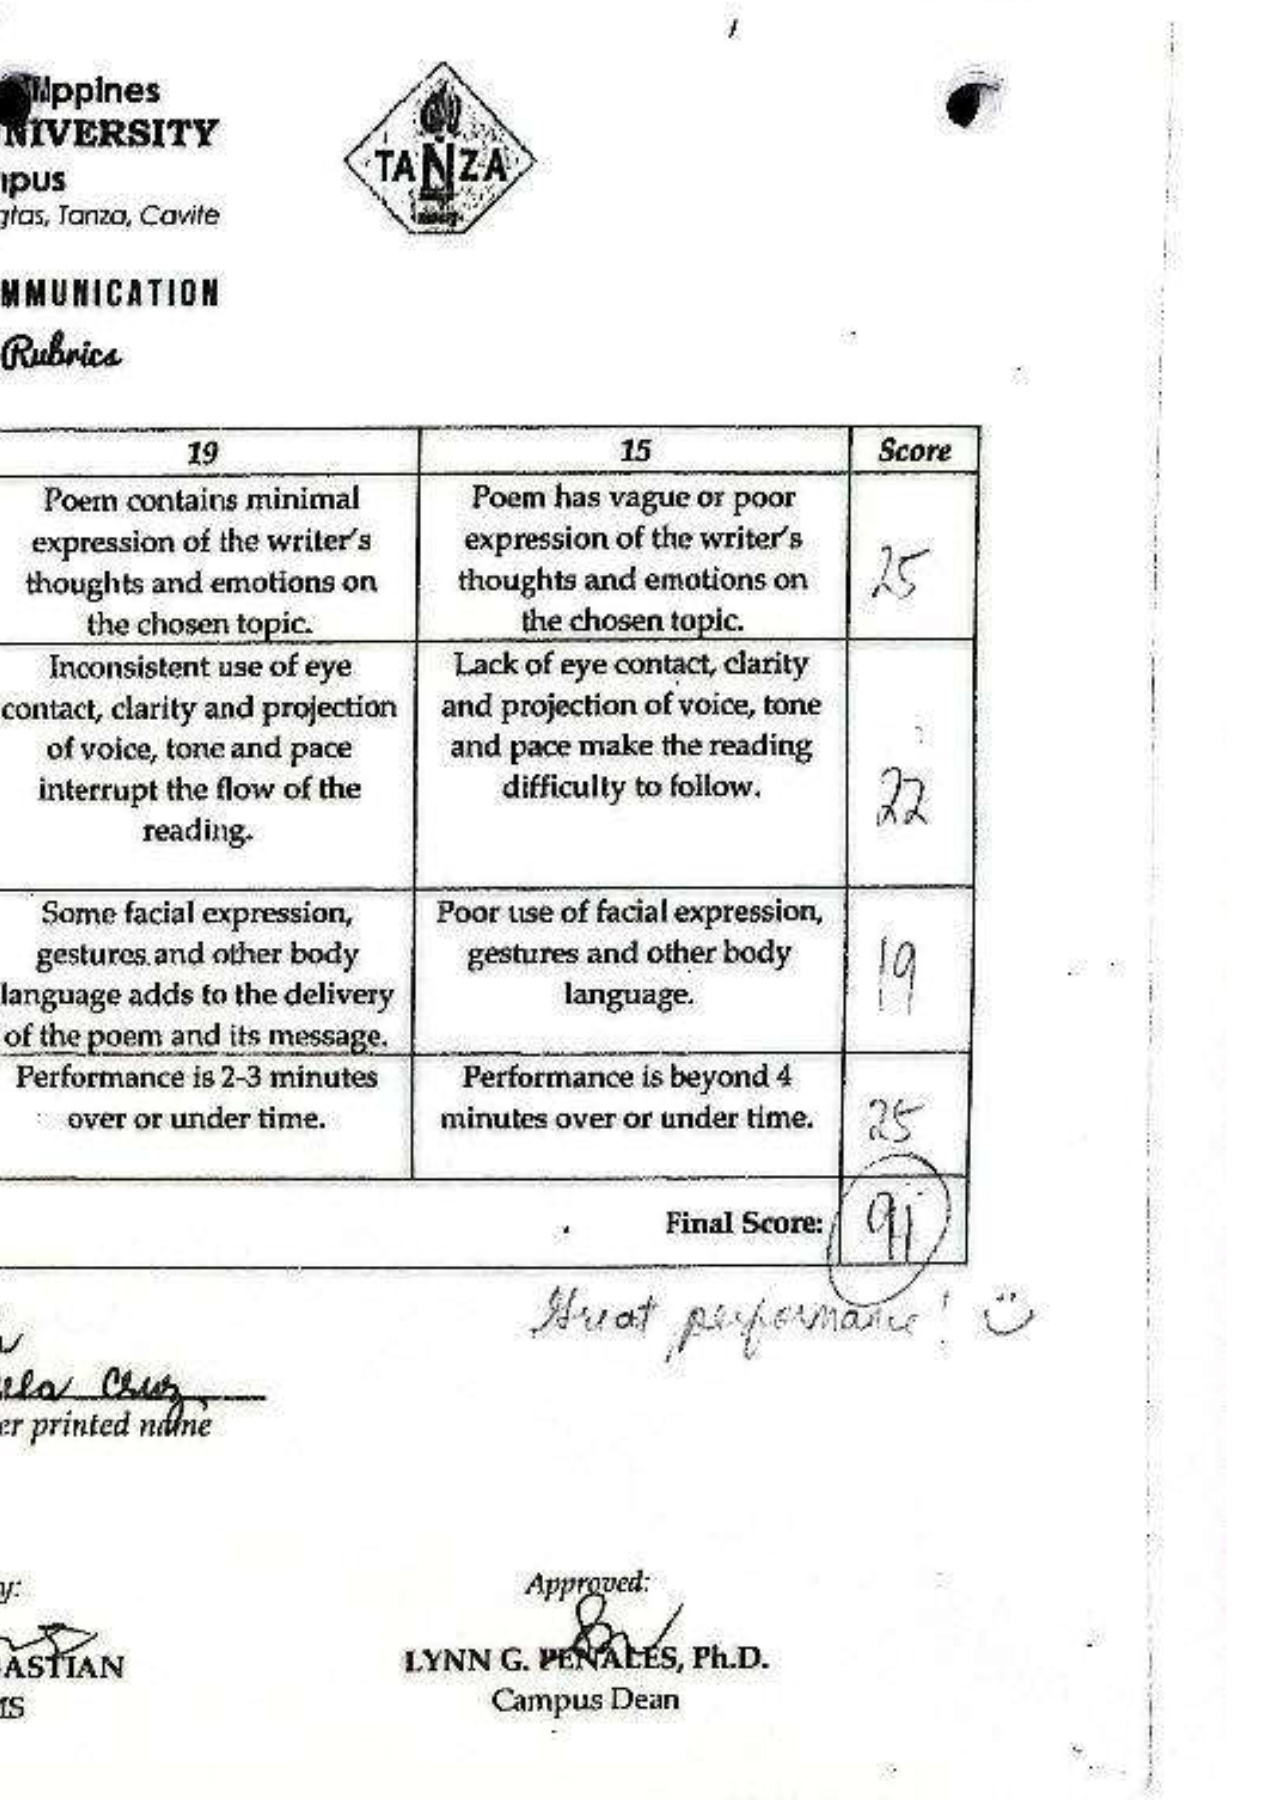 lippines
NIVERSITY
pus
gtas, Tanza, Cavite
TANZA
MMUNICATION
Rubrics
19
15
Score
Poem contains minimal
expression of the writer's
thoughts and emotions on
the chosen topic.
Poem has vague or poor
expression of the writer's
thoughts and emotions on
the chosen topic.
25
Inconsistent use of eye
contact, clarity and projection
of voice, tone and pace
interrupt the flow of the
reading.
Lack of eye contact, clarity
and projection of voice, tone
and pace make the reading
difficulty to follow.
22
Some facial expression,
gestures and other body
language adds to the delivery
of the poem and its message.
Poor use of facial expression,
gestures and other body
language.
19
Performance is 2-3 minutes
over or under time.
Performance is beyond 4
minutes over or under time.
25
Final Score:
91
Great performance!
ela Cruz
er printed name
y:
ASTIAN
MS
Approved:
LYNN G. PENALES, Ph.D.
Campus Dean